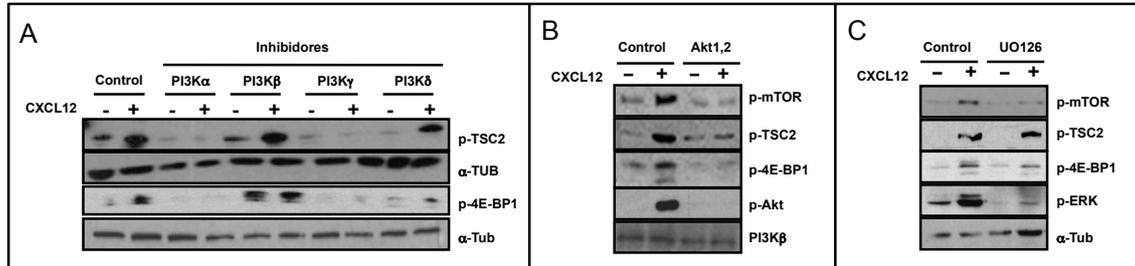 A
Inhibidores
Control PI3Kα PI3Kβ PI3Kγ PI3Kδ
CXCL12 - + - + - + - + - +
p-TSC2
α-TUB
p-4E-BP1
α-Tub
B
Control Akt1,2
CXCL12 – + – +
p-mTOR
p-TSC2
p-4E-BP1
p-Akt
PI3Kβ
C
Control UO126
CXCL12 – + – +
p-mTOR
p-TSC2
p-4E-BP1
p-ERK
α-Tub